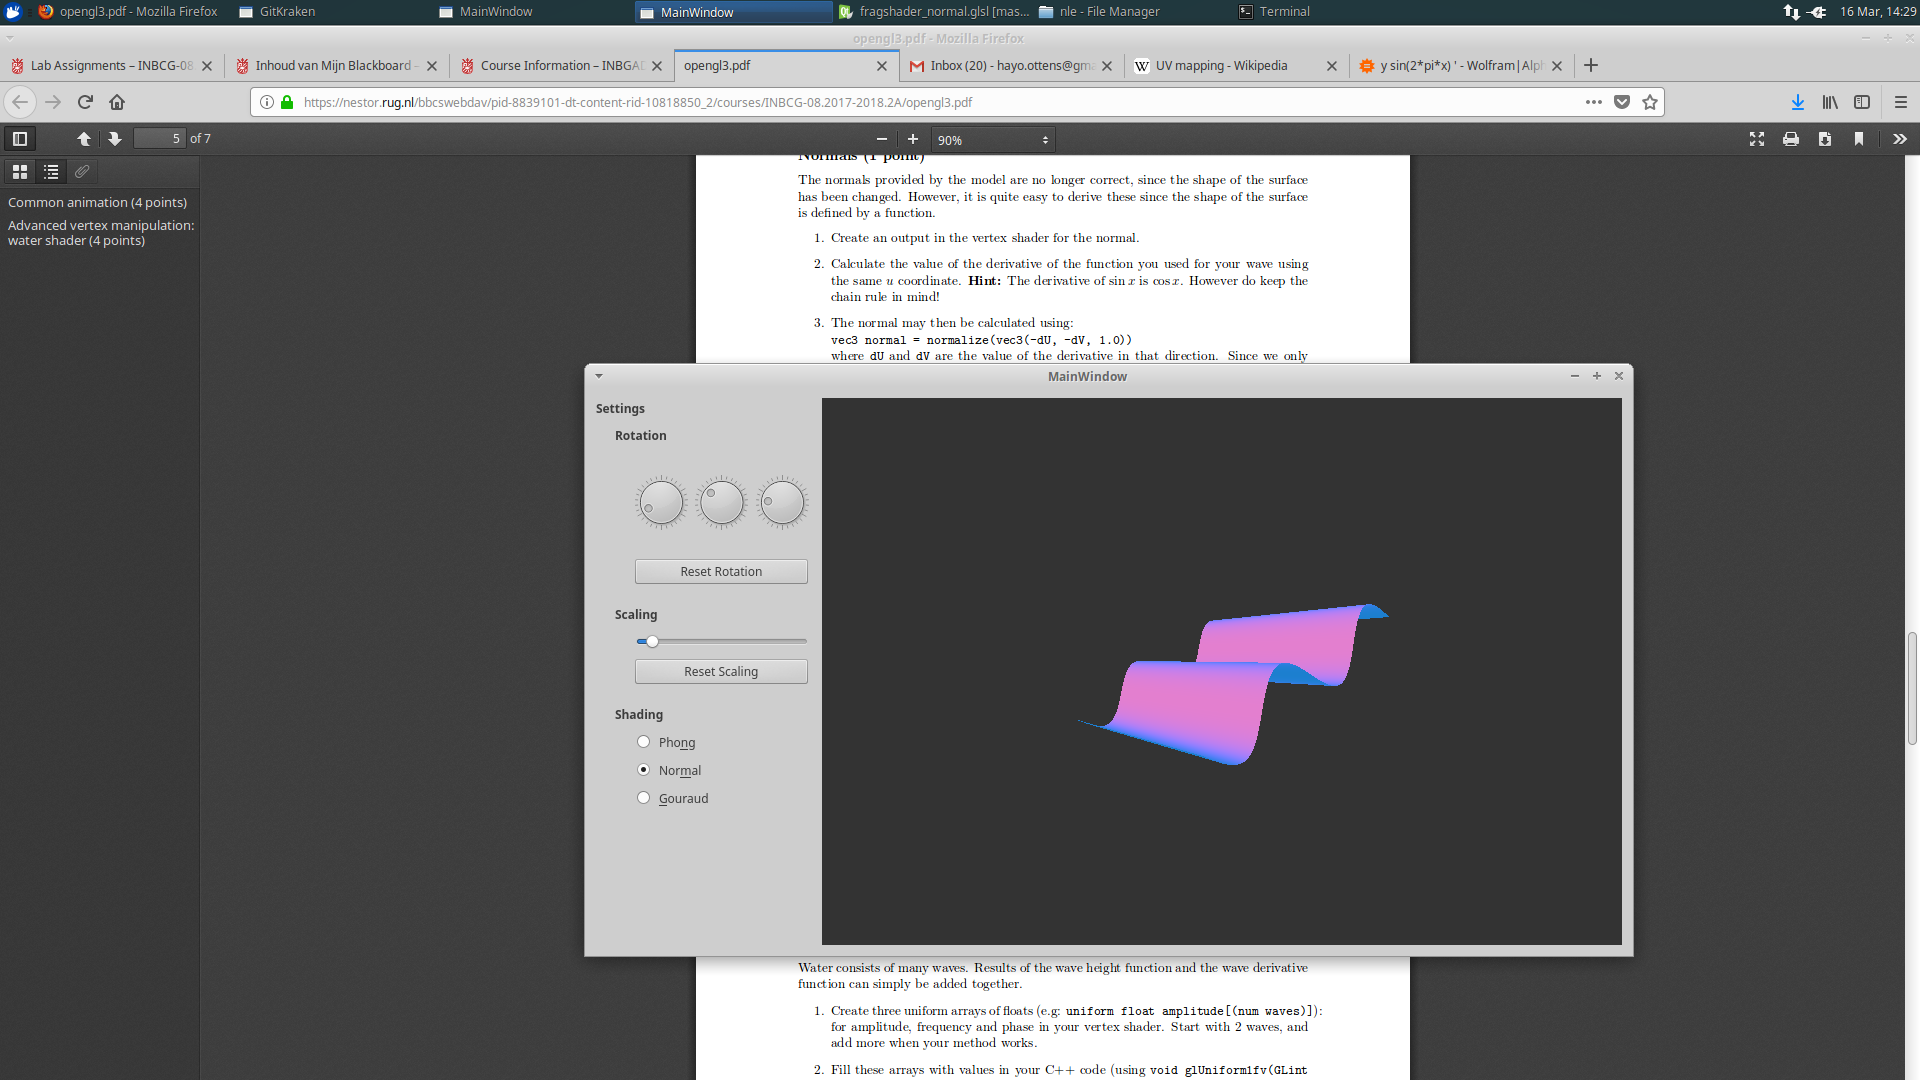 opengl3.pdf - Mozilla Firefox
GitKraken
MainWindow
MainWindow
fragshader_normal.glsl [mas...
nle - File Manager
Terminal
16 Mar, 14:29
opengl3.pdf - Mozilla Firefox
Lab Assignments – INBCG-08
Inhoud van Mijn Blackboard –
Course Information – INBGAD
opengl3.pdf
Inbox (20) - hayo.ottens@gma
UV mapping - Wikipedia
y sin(2*pi*x) ' - Wolfram|Alph
https://nestor.rug.nl/bbcswebdav/pid-8839101-dt-content-rid-10818850_2/courses/INBCG-08.2017-2018.2A/opengl3.pdf
5 of 7
90%
Common animation (4 points)
Advanced vertex manipulation:
water shader (4 points)
Normals (1 point)
The normals provided by the model are no longer correct, since the shape of the surface
has been changed. However, it is quite easy to derive these since the shape of the surface
is defined by a function.
1. Create an output in the vertex shader for the normal.
2. Calculate the value of the derivative of the function you used for your wave using
the same u coordinate. Hint: The derivative of sin x is cos x. However do keep the
chain rule in mind!
3. The normal may then be calculated using:
vec3 normal = normalize(vec3(-dU, -dV, 1.0))
where dU and dV are the value of the derivative in that direction. Since we only
MainWindow
Settings
Rotation
Reset Rotation
Scaling
Reset Scaling
Shading
Phong
Normal
Gouraud
Water consists of many waves. Results of the wave height function and the wave derivative
function can simply be added together.
1. Create three uniform arrays of floats (e.g: uniform float amplitude[(num waves)]):
for amplitude, frequency and phase in your vertex shader. Start with 2 waves, and
add more when your method works.
2. Fill these arrays with values in your C++ code (using void glUniform1fv(GLint